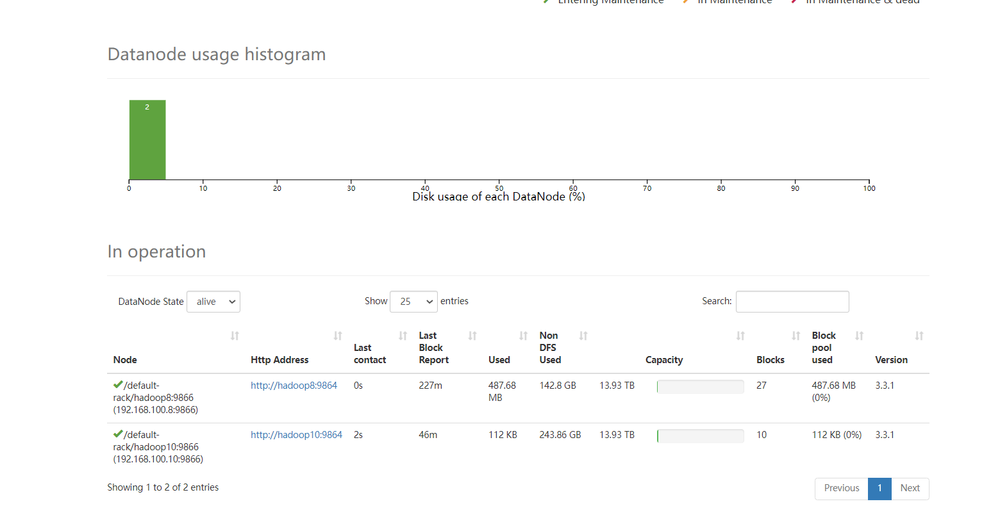 Entering Maintenance In Maintenance In Maintenance & dead
Datanode usage histogram
2
0 10 20 30 40 50 60 70 80 90 100
Disk usage of each DataNode (%)
In operation
DataNode State alive Show 25 entries Search:
Node Http Address Last contact Last Block Report Used Non DFS Used Capacity Blocks Block pool used Version
/default-
rack/hadoop8:9866
(192.168.100.8:9866)
http://hadoop8:9864
0s
227m
487.68
MB
142.8 GB
13.93 TB
27
487.68 MB
(0%)
3.3.1
/default-
rack/hadoop10:9866
(192.168.100.10:9866)
http://hadoop10:9864
2s
46m
112 KB
243.86 GB
13.93 TB
10
112 KB (0%)
3.3.1
Showing 1 to 2 of 2 entries
Previous 1 Next